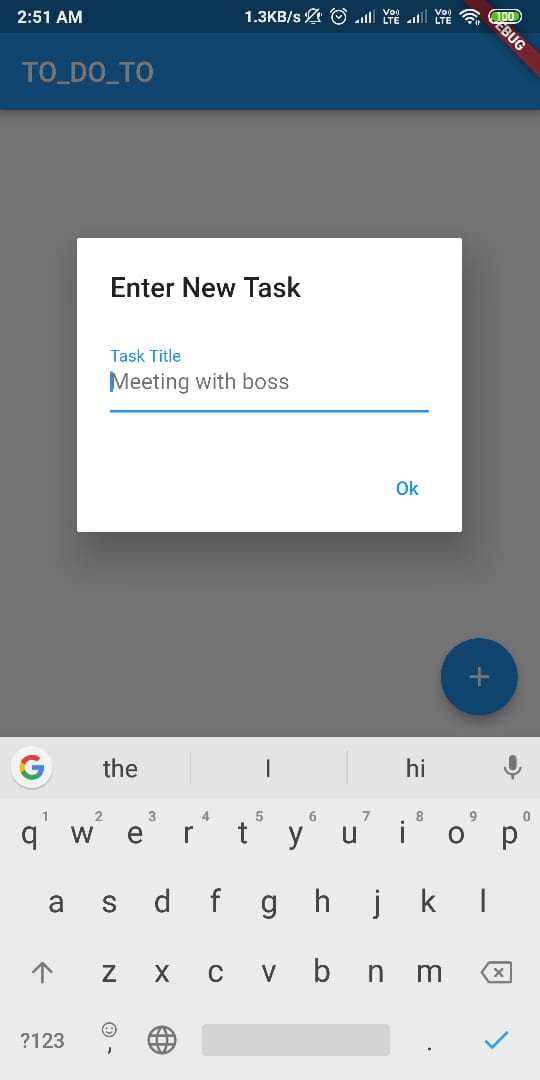 2:51 AM 1.3KB/s Vo)) LTE Vo)) LTE 100
DEBUG
TO_DO_TO
Enter New Task
Task Title
Meeting with boss
Ok
+
G the I hi
1 2 3 4 5 6 7 8 9 0
q w e r t y u i o p
a s d f g h j k l
z x c v b n m
?123 , .